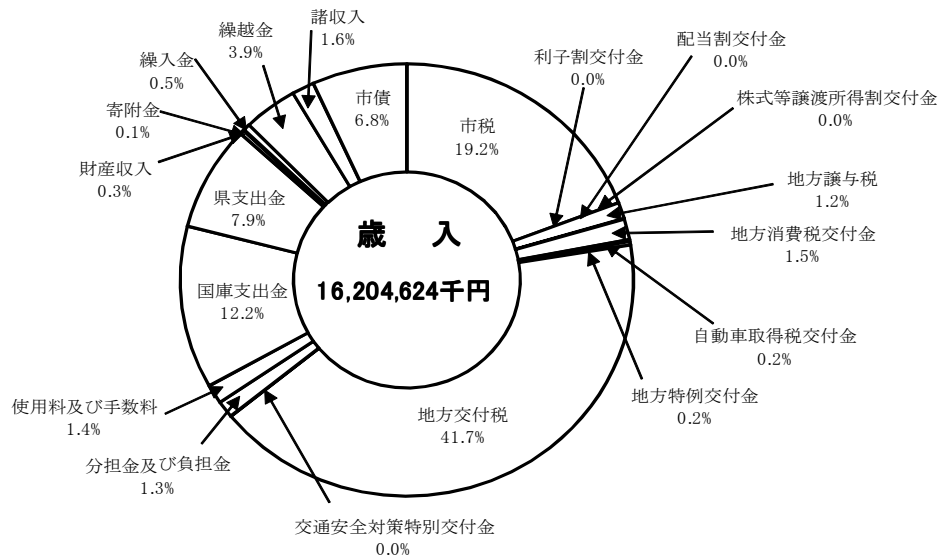 歳　入
16,204,624千円
市税
19.2%
利子割交付金
0.0%
配当割交付金
0.0%
株式等譲渡所得割交付金
0.0%
地方譲与税
1.2%
地方消費税交付金
1.5%
自動車取得税交付金
0.2%
地方特例交付金
0.2%
地方交付税
41.7%
交通安全対策特別交付金
0.0%
分担金及び負担金
1.3%
使用料及び手数料
1.4%
国庫支出金
12.2%
県支出金
7.9%
財産収入
0.3%
寄附金
0.1%
繰入金
0.5%
繰越金
3.9%
諸収入
1.6%
市債
6.8%